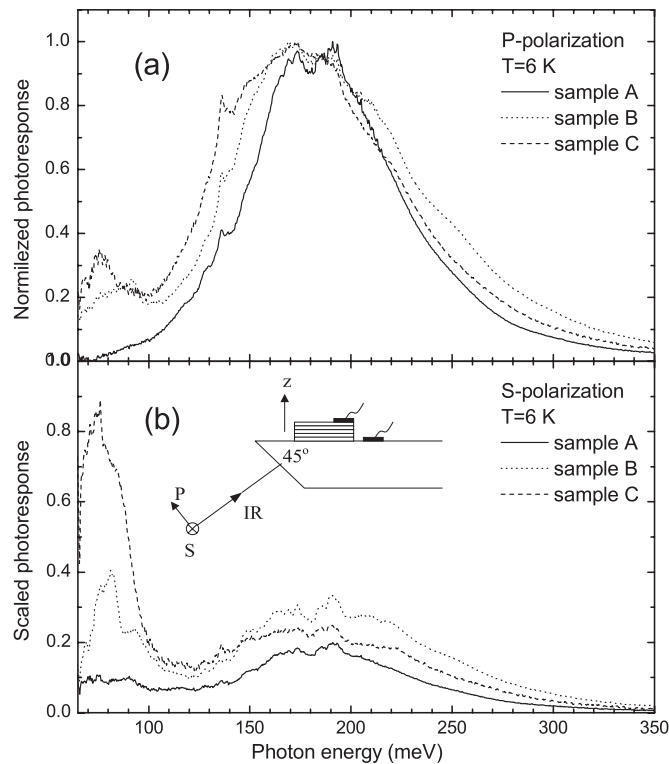 (a)
P-polarization
T=6 K
sample A
sample B
sample C
Normilezed photoresponse
1.0
0.8
0.6
0.4
0.2
0.0
0.0
(b)
S-polarization
T=6 K
sample A
sample B
sample C
z
45°
P
IR
S
Scaled photoresponse
0.8
0.6
0.4
0.2
0.0
100 150 200 250 300 350
Photon energy (meV)